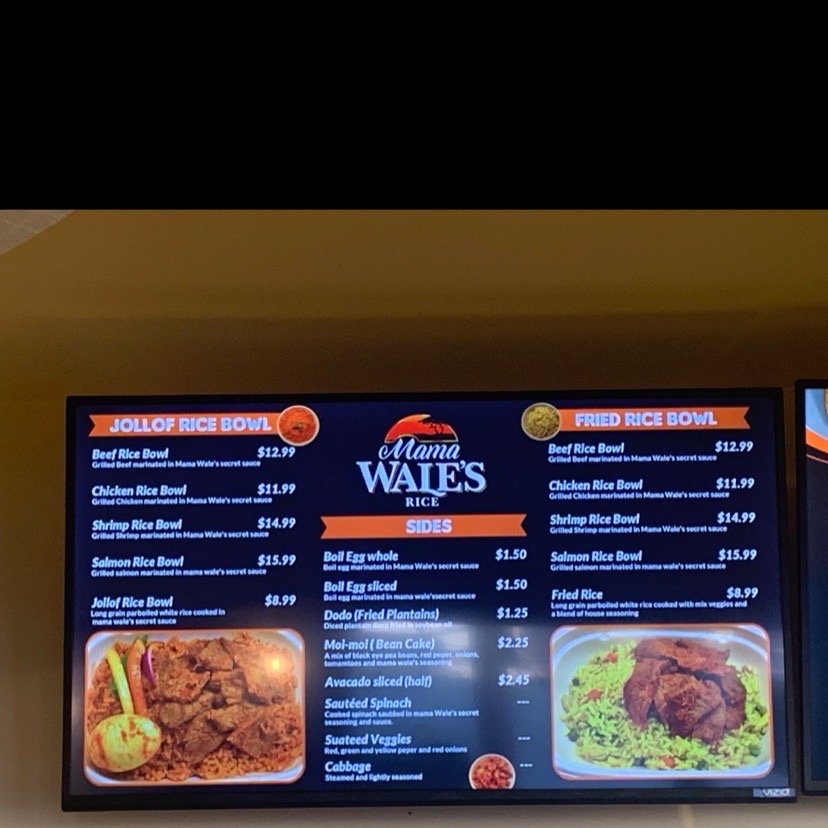 JOLLOF RICE BOWL
Beef Rice Bowl $12.99
Grilled Beef marinated in Mama Wale's secret sauce
Chicken Rice Bowl $11.99
Grilled Chicken marinated in Mama Wale's secret sauce
Shrimp Rice Bowl $14.99
Grilled Shrimp marinated in Mama Wale's secret sauce
Salmon Rice Bowl $15.99
Grilled salmon marinated in mama wale's secret sauce
Jollof Rice Bowl $8.99
Long grain parboiled white rice cooked in
mama wale's secret sauce
Mama
WALE'S
RICE
SIDES
Boil Egg whole $1.50
Boil egg marinated in Mama Wale'ssecret sauce
Boil Egg sliced $1.50
Boil egg marinated in mama wale'ssecret sauce
Dodo (Fried Plantains) $1.25
Diced plantain deep fried in soybean oil
Moi-moi ( Bean Cake) $2.25
A mix of black eye pea beans, red peper, onions,
tomamtoes and mama wale's seasoning
Avacado sliced (half) $2.45
Sautéed Spinach ---
Cooked spinach sautéed in mama Wale's secret
seasoning and sauce.
Suateed Veggies ---
Red, green and yellow peper and red onions
Cabbage ---
Steamed and lightly seasoned
FRIED RICE BOWL
Beef Rice Bowl $12.99
Grilled Beef marinated in Mama Wale's secret sauce
Chicken Rice Bowl $11.99
Grilled Chicken marinated in Mama Wale's secret sauce
Shrimp Rice Bowl $14.99
Grilled Shrimp marinated in Mama Wale's secret sauce
Salmon Rice Bowl $15.99
Grilled salmon marinated in mama wale's secret sauce
Fried Rice $8.99
Long grain parboiled white rice cooked with mix veggies and
a blend of house seasoning
VIZIO